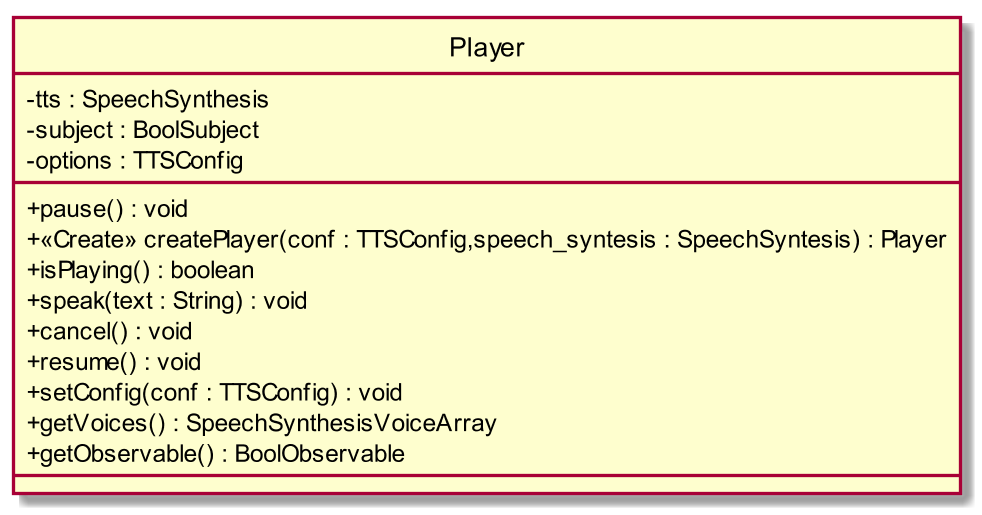 Player
-tts : SpeechSynthesis
-subject : BoolSubject
-options : TTSConfig
+pause() : void
+«Create» createPlayer(conf : TTSConfig,speech_syntesis : SpeechSyntesis) : Player
+isPlaying() : boolean
+speak(text : String) : void
+cancel() : void
+resume() : void
+setConfig(conf : TTSConfig) : void
+getVoices() : SpeechSynthesisVoiceArray
+getObservable() : BoolObservable